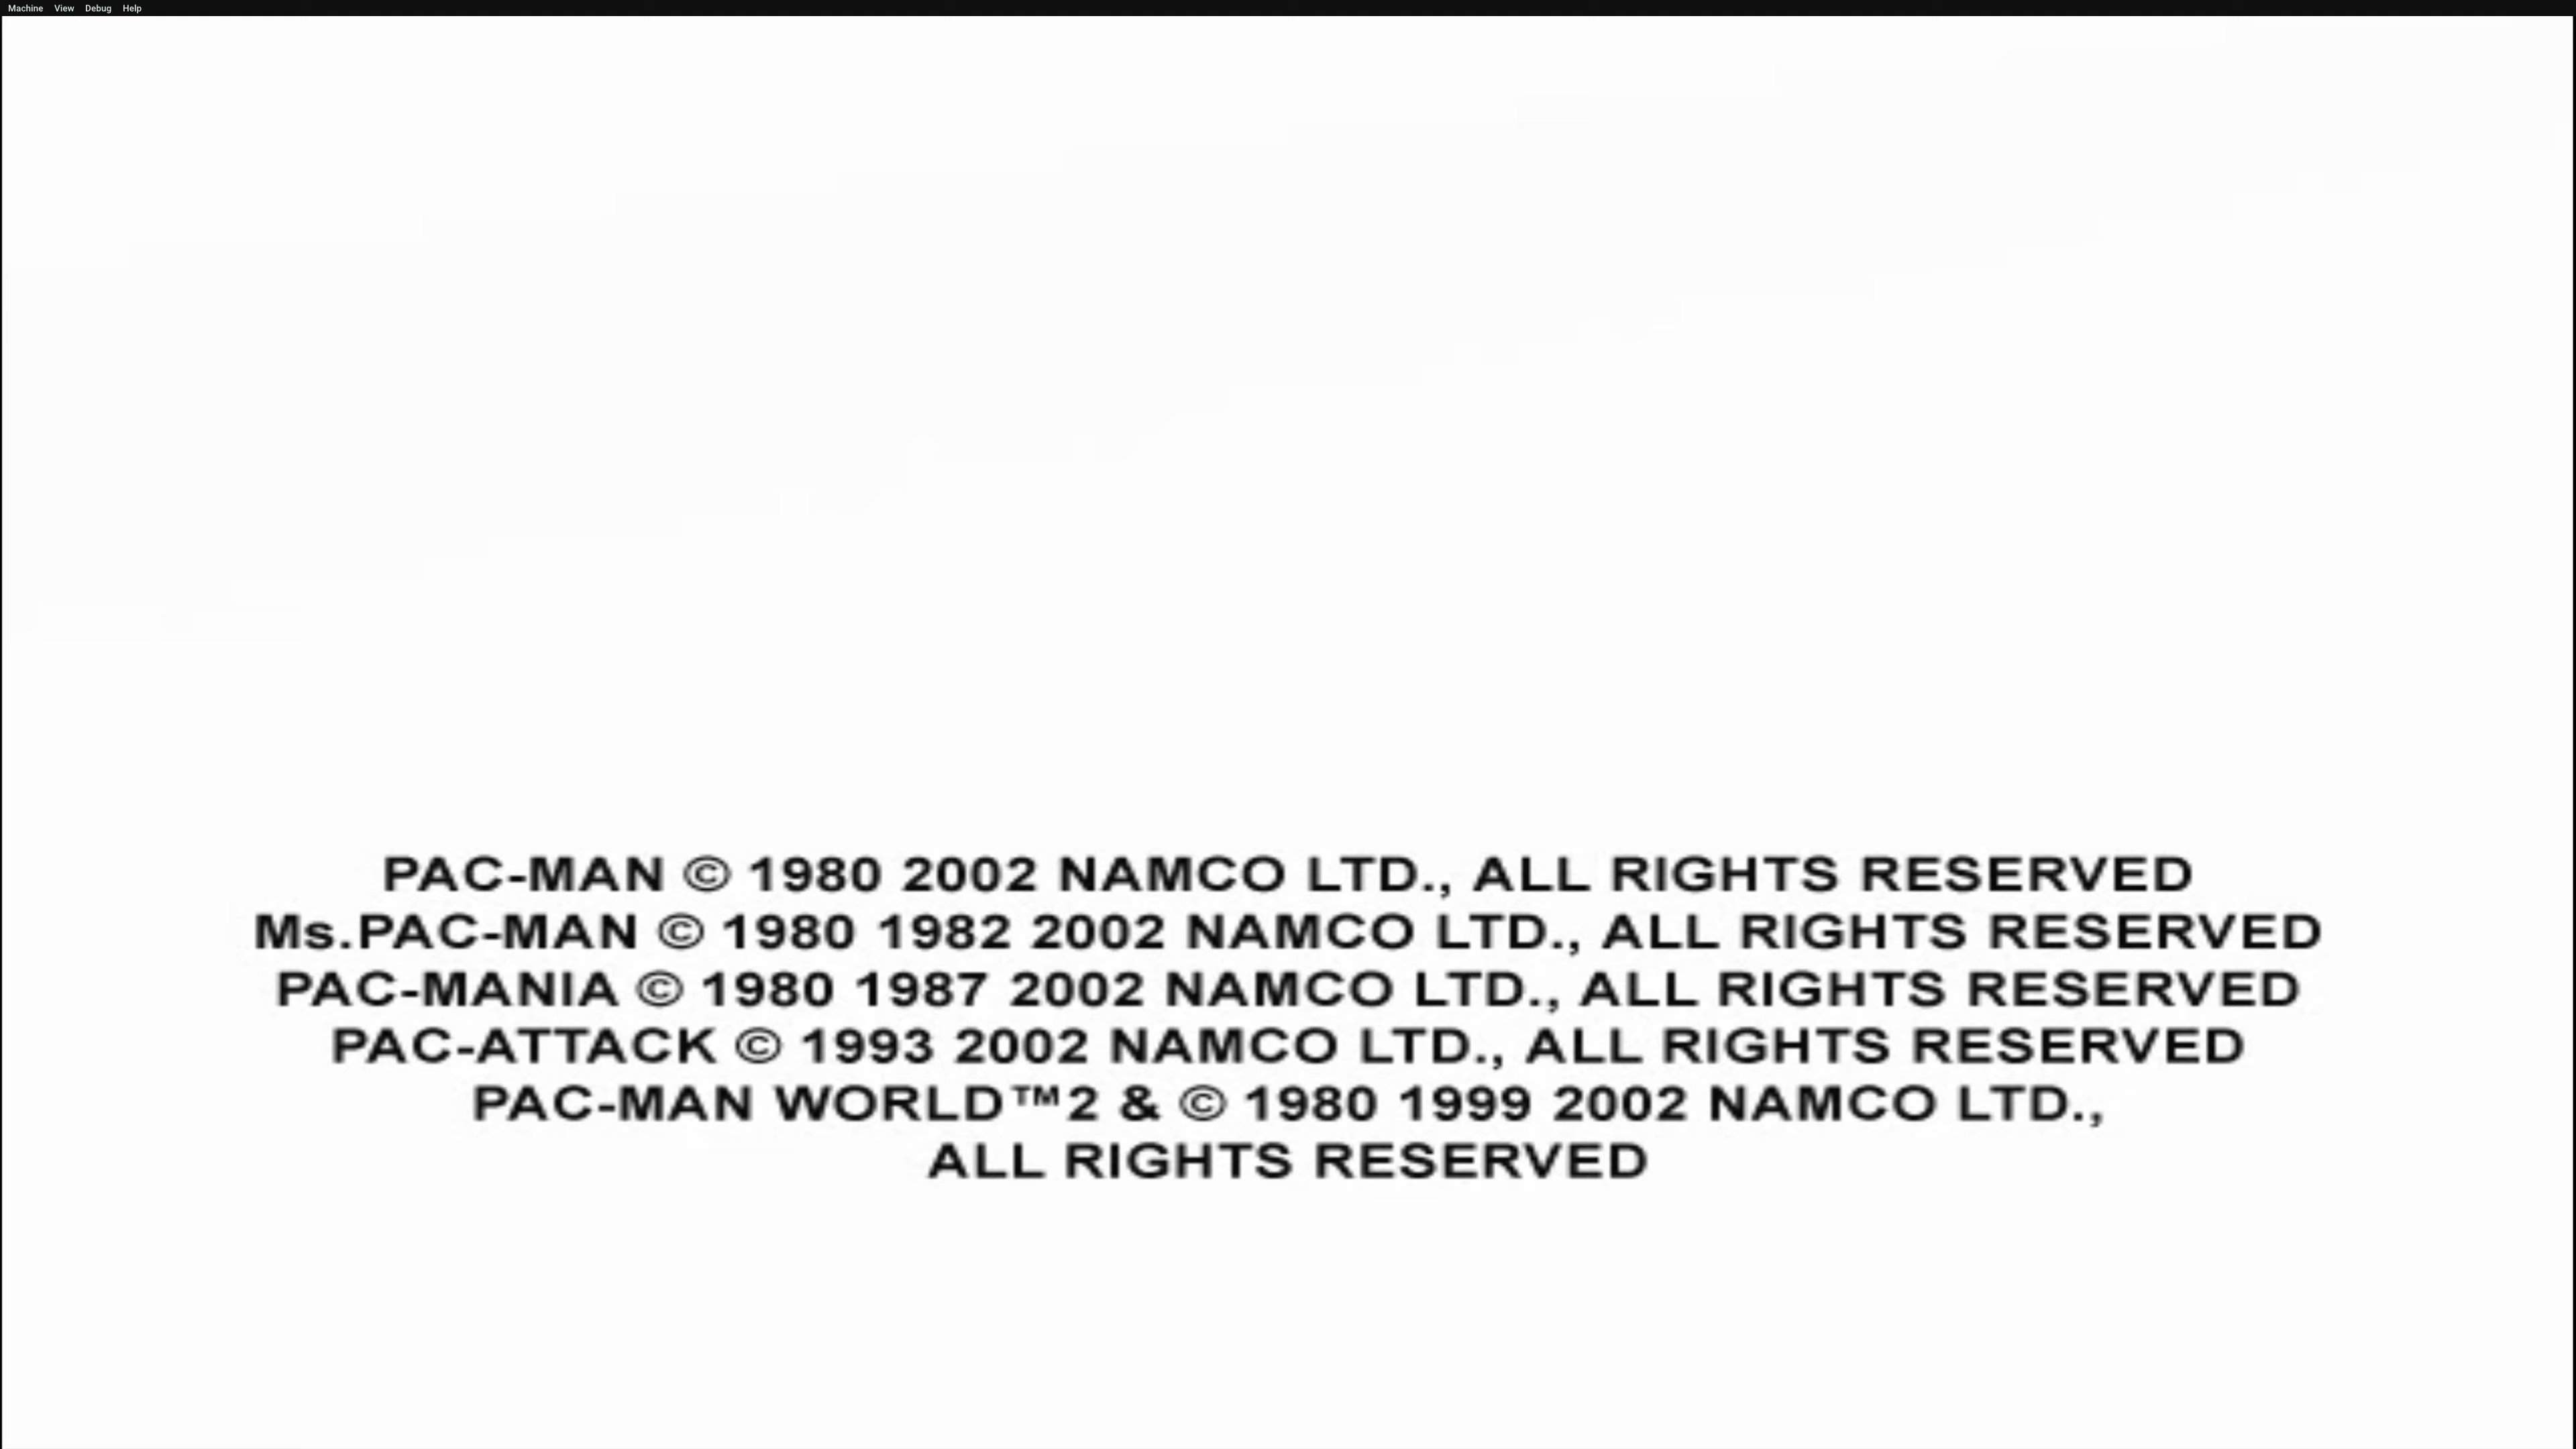 Machine View Debug Help
PAC-MAN © 1980 2002 NAMCO LTD., ALL RIGHTS RESERVED
Ms.PAC-MAN © 1980 1982 2002 NAMCO LTD., ALL RIGHTS RESERVED
PAC-MANIA © 1980 1987 2002 NAMCO LTD., ALL RIGHTS RESERVED
PAC-ATTACK © 1993 2002 NAMCO LTD., ALL RIGHTS RESERVED
PAC-MAN WORLD™2 & © 1980 1999 2002 NAMCO LTD.,
ALL RIGHTS RESERVED